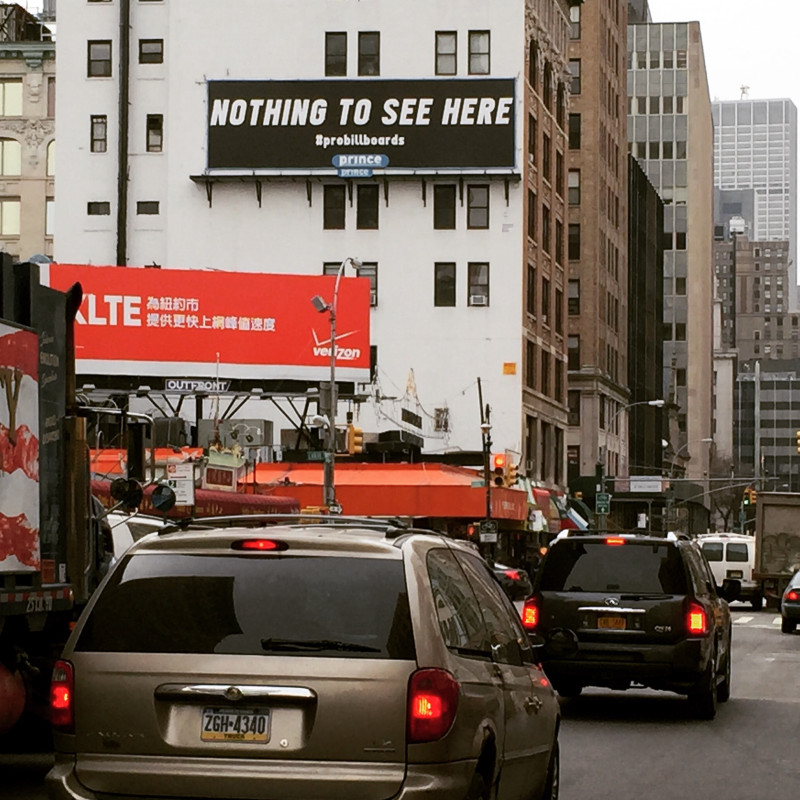 NOTHING TO SEE HERE
#probillboards
prince
prince
XLTE
為紐約市
提供更快上網峰值速度
verizon
OUTFRONT
ZGH-4340